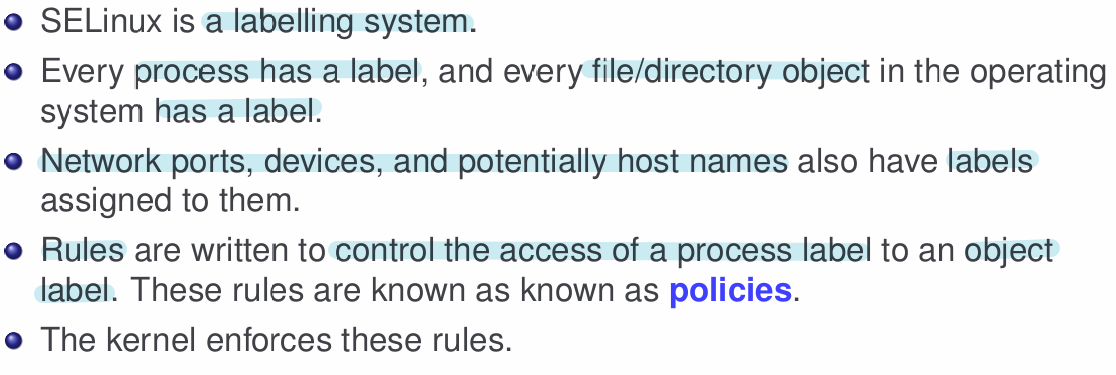 SELinux is a labelling system.
Every process has a label, and every file/directory object in the operating
system has a label.
Network ports, devices, and potentially host names also have labels
assigned to them.
Rules are written to control the access of a process label to an object
label. These rules are known as known as policies.
The kernel enforces these rules.